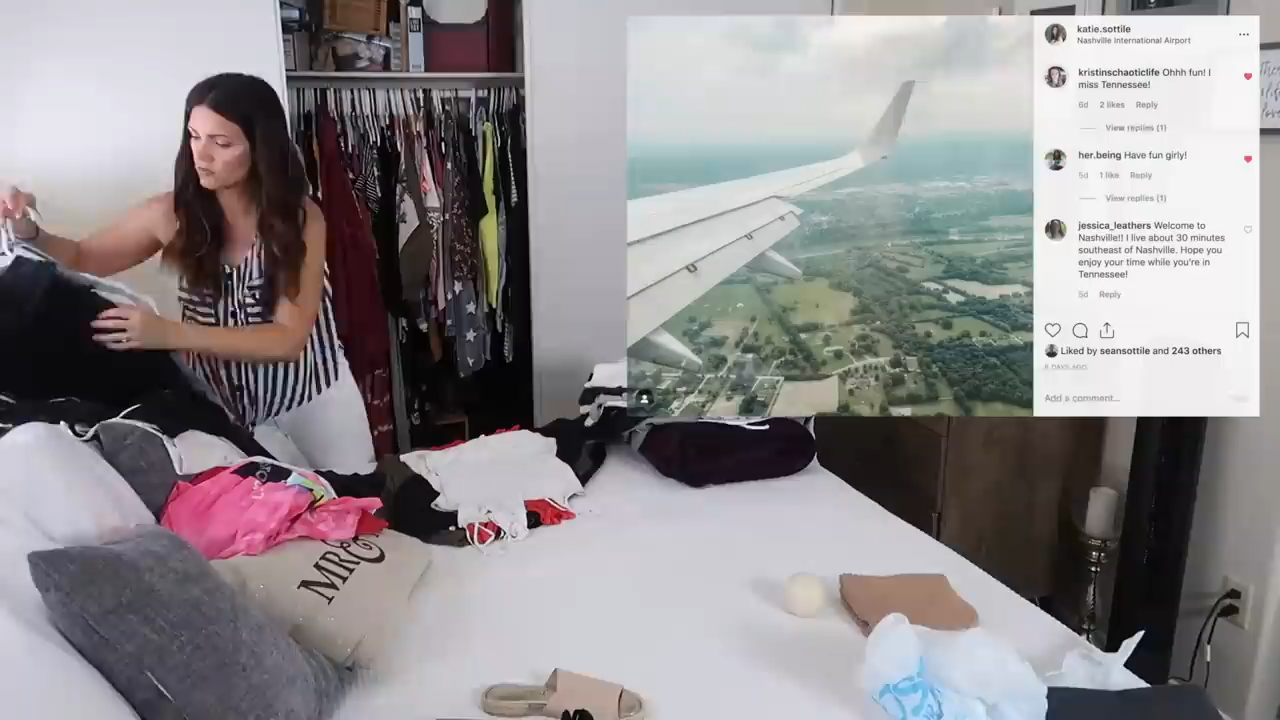 katie.sottile
Nashville International Airport
kristinschaoticlife Ohhh fun! I
miss Tennessee!
6d 2 likes Reply
View replies (1)
her.being Have fun girly!
5d 1 like Reply
View replies (1)
jessica_leathers Welcome to
Nashville!! I live about 30 minutes
southeast of Nashville. Hope you
enjoy your time while you're in
Tennessee!
5d Reply
Liked by seansottile and 243 others
DAYS AGO
Add a comment...
MR&